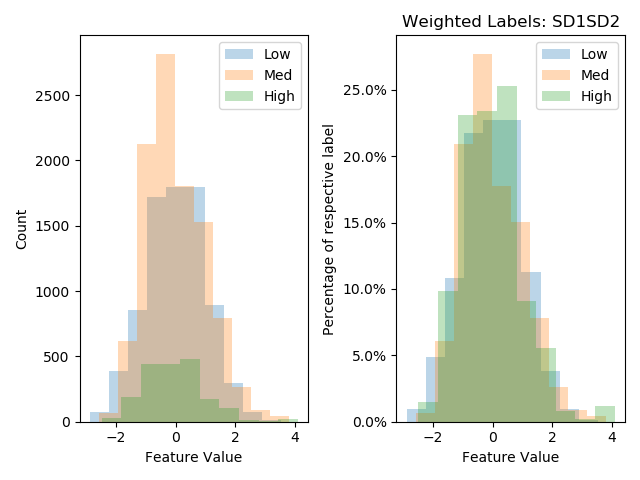 Weighted Labels: SD1SD2
Low
Med
High
2500
2000
1500
1000
500
0
Count
−2
0
2
4
Feature Value
Low
Med
High
25.0%
20.0%
15.0%
10.0%
5.0%
0.0%
Percentage of respective label
−2
0
2
4
Feature Value